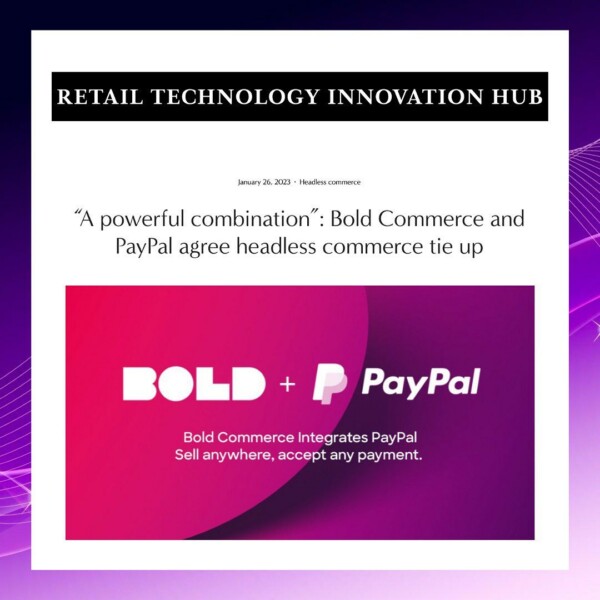 RETAIL TECHNOLOGY INNOVATION HUB
January 26, 2023 · Headless commerce
“A powerful combination”: Bold Commerce and
PayPal agree headless commerce tie up
BOLD + PayPal
Bold Commerce Integrates PayPal
Sell anywhere, accept any payment.